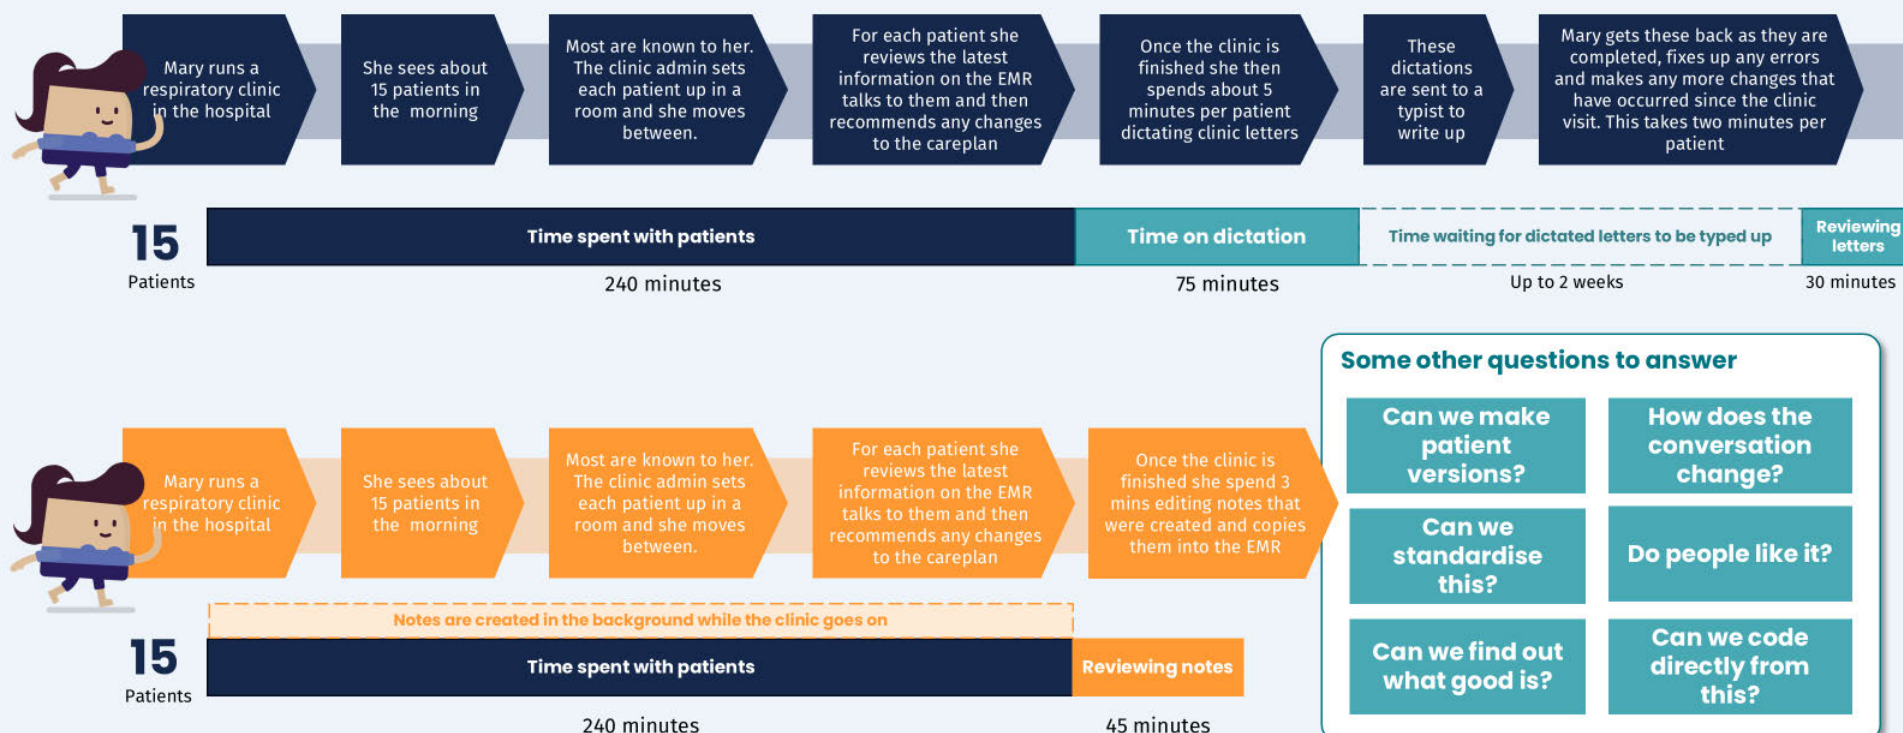 Mary runs a
respiratory clinic
in the hospital
She sees about
15 patients in
the morning
Most are known to her.
The clinic admin sets
each patient up in a
room and she moves
between.
For each patient she
reviews the latest
information on the EMR
talks to them and then
recommends any changes
to the careplan
Once the clinic is
finished she then
spends about 5
minutes per patient
dictating clinic letters
These
dictations
are sent to a
typist to
write up
Mary gets these back as they are
completed, fixes up any errors
and makes any more changes that
have occurred since the clinic
visit. This takes two minutes per
patient
15
Patients
Time spent with patients
240 minutes
Time on dictation
75 minutes
Time waiting for dictated letters to be typed up
Up to 2 weeks
Reviewing
letters
30 minutes
Mary runs a
respiratory clinic
in the hospital
She sees about
15 patients in
the morning
Most are known to her.
The clinic admin sets
each patient up in a
room and she moves
between.
For each patient she
reviews the latest
information on the EMR
talks to them and then
recommends any changes
to the careplan
Once the clinic is
finished she spend 3
mins editing notes that
were created and copies
them into the EMR
Notes are created in the background while the clinic goes on
15
Patients
Time spent with patients
240 minutes
Reviewing notes
45 minutes
Some other questions to answer
Can we make
patient
versions?
How does the
conversation
change?
Can we
standardise
this?
Do people like it?
Can we find out
what good is?
Can we code
directly from
this?